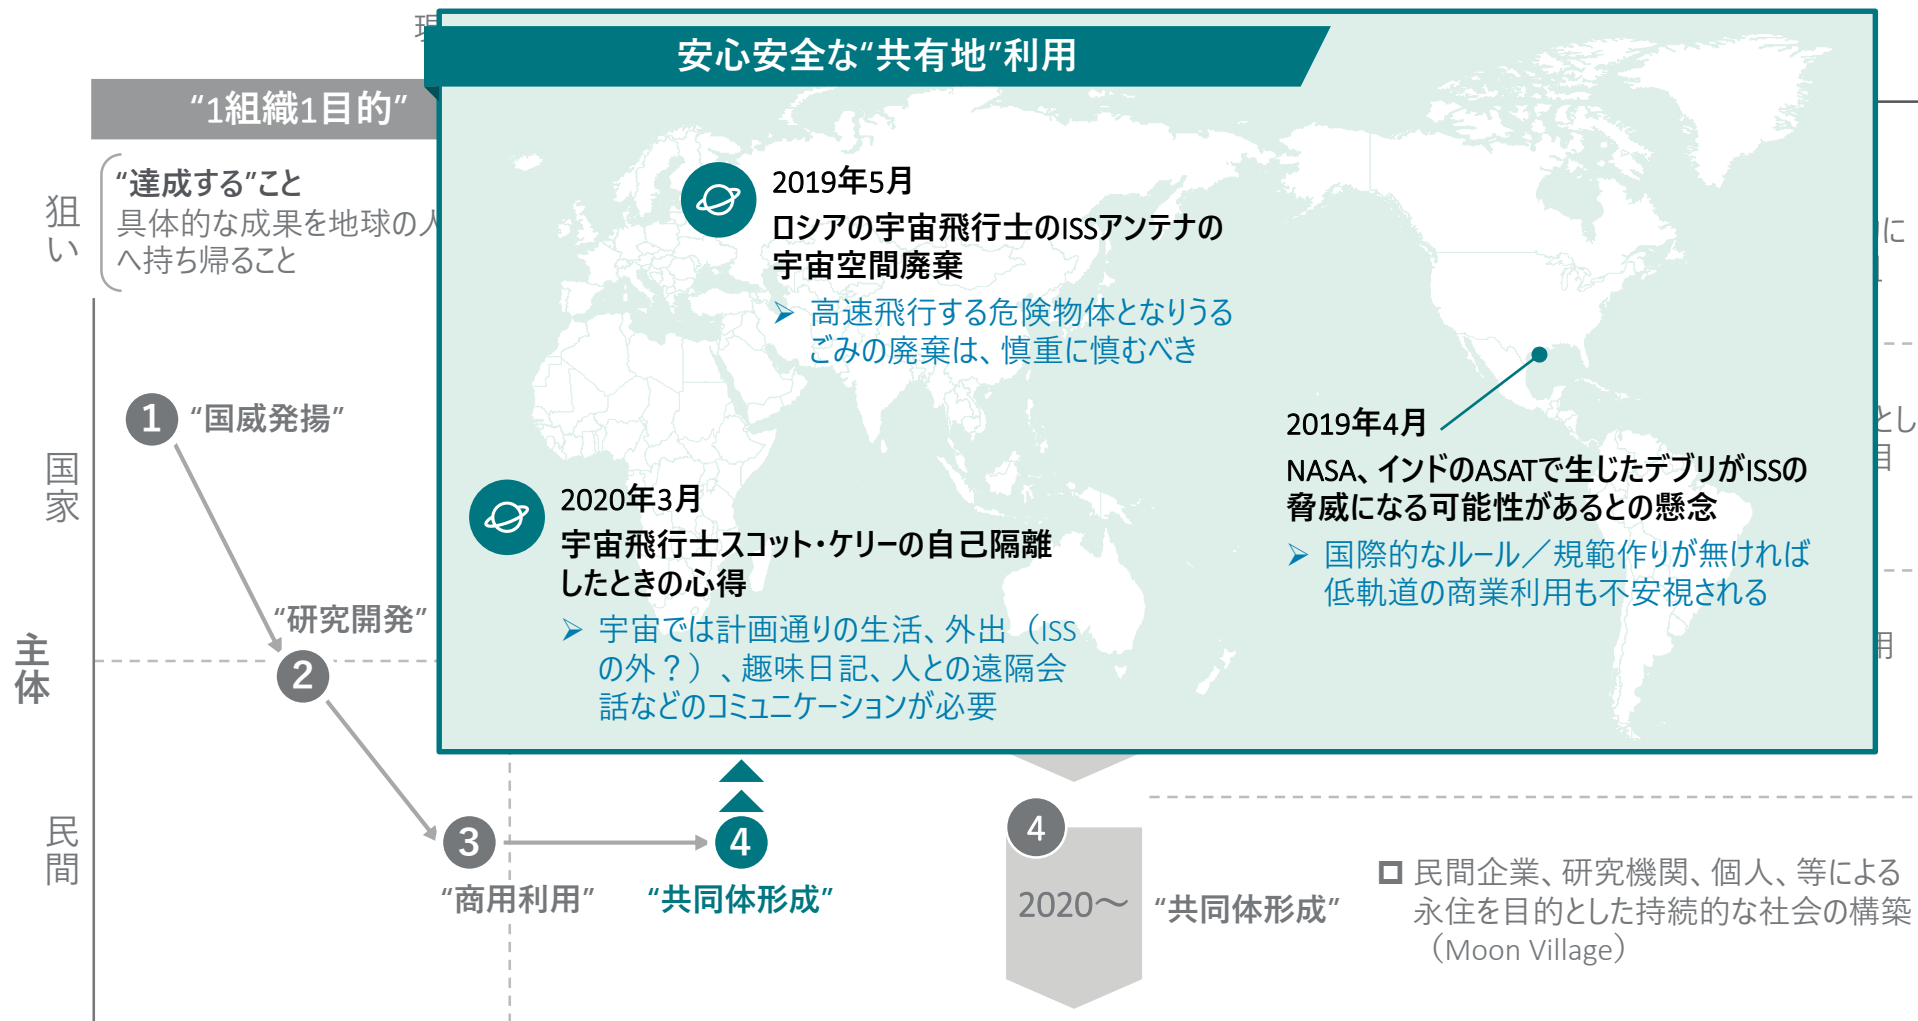 現
安心安全な“共有地”利用
“1組織1目的”
狙い
“達成する”こと
具体的な成果を地球の人
へ持ち帰ること
2019年5月
ロシアの宇宙飛行士のISSアンテナの
宇宙空間廃棄
➢ 高速飛行する危険物体となりうる
ごみの廃棄は、慎重に慎むべき
に
主体
国家
1
“国威発揚”
2019年4月
NASA、インドのASATで生じたデブリがISSの
脅威になる可能性があるとの懸念
➢ 国際的なルール／規範作りが無ければ
低軌道の商業利用も不安視される
とし
2020年3月
宇宙飛行士スコット・ケリーの自己隔離
したときの心得
➢ 宇宙では計画通りの生活、外出（ISS
の外？）、趣味日記、人との遠隔会
話などのコミュニケーションが必要
“研究開発”
2
用
民間
3
“商用利用”
4
“共同体形成”
4
2020～
“共同体形成”
民間企業、研究機関、個人、等による
永住を目的とした持続的な社会の構築
（Moon Village）